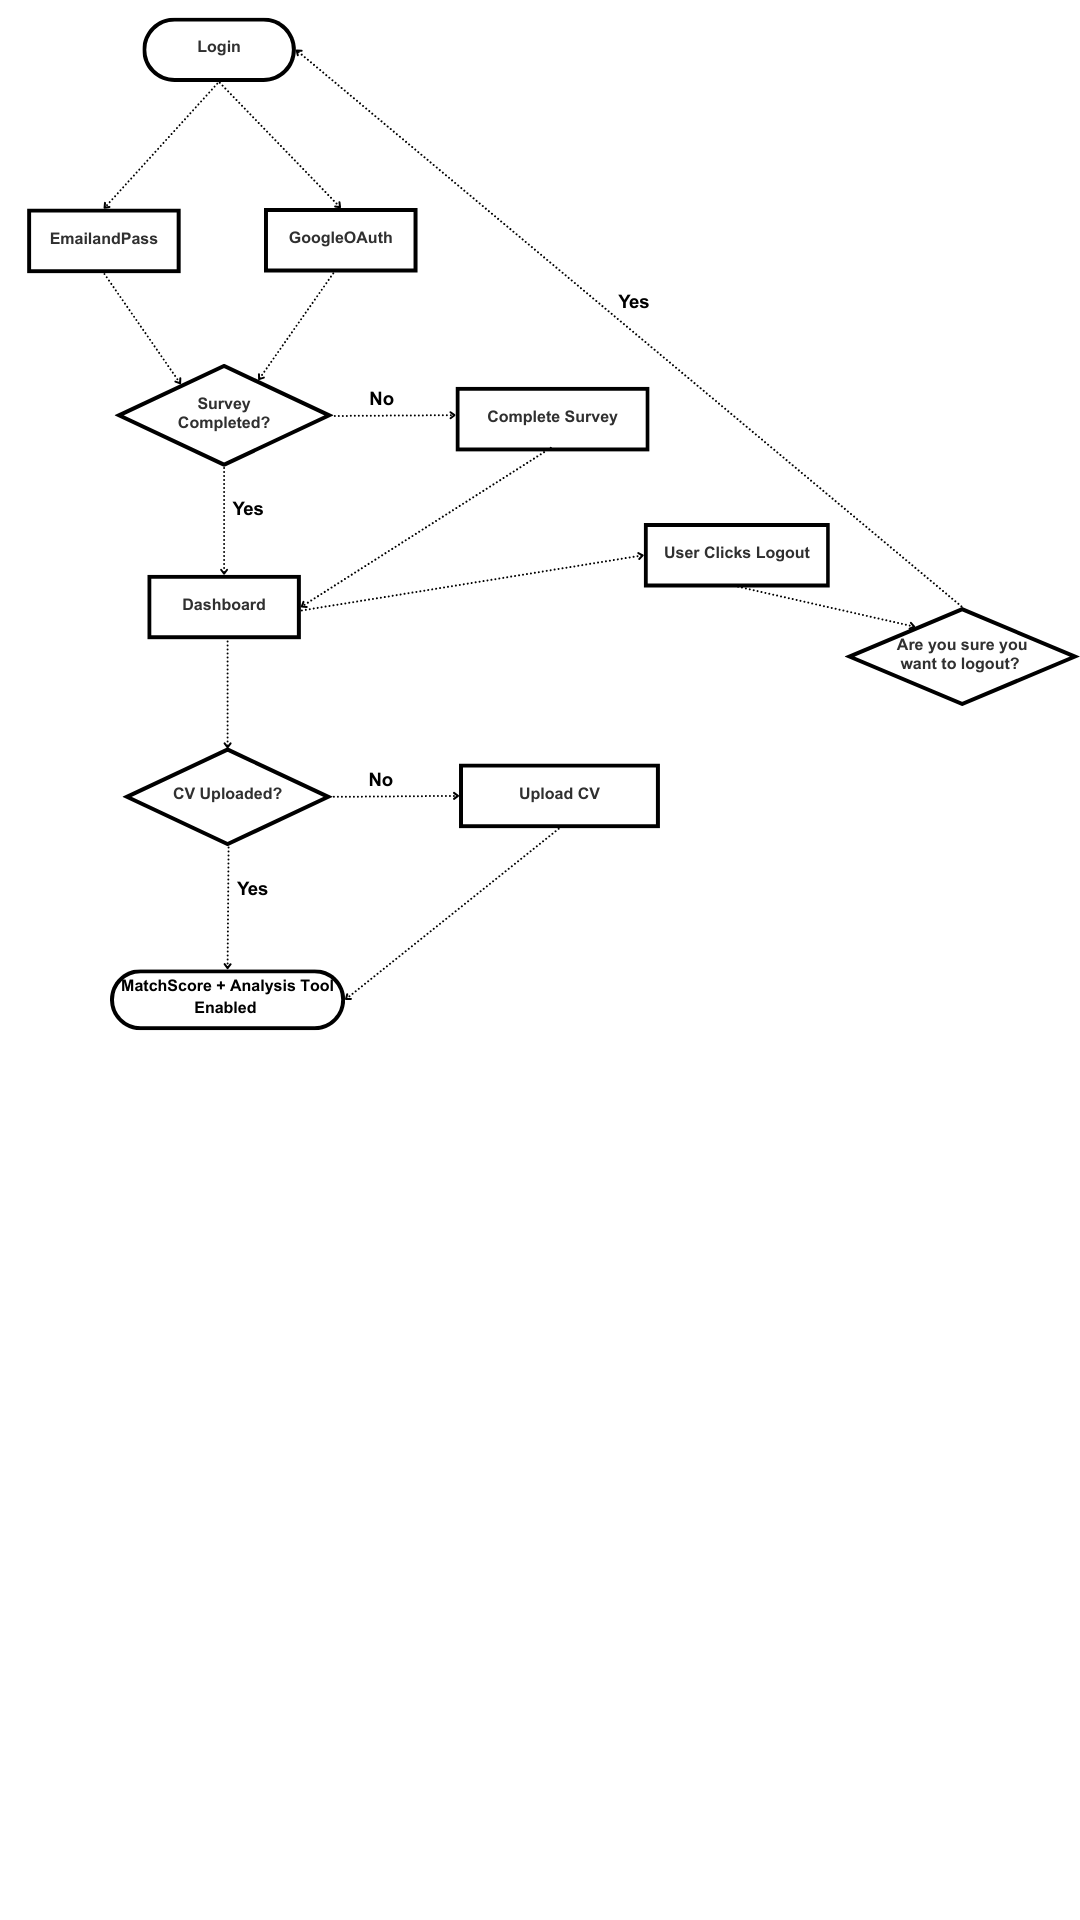 Login
EmailandPass
GoogleOAuth
Yes
Survey
Completed?
No
Complete Survey
Yes
User Clicks Logout
Dashboard
Are you sure you
want to logout?
CV Uploaded?
No
Upload CV
Yes
MatchScore + Analysis Tool
Enabled